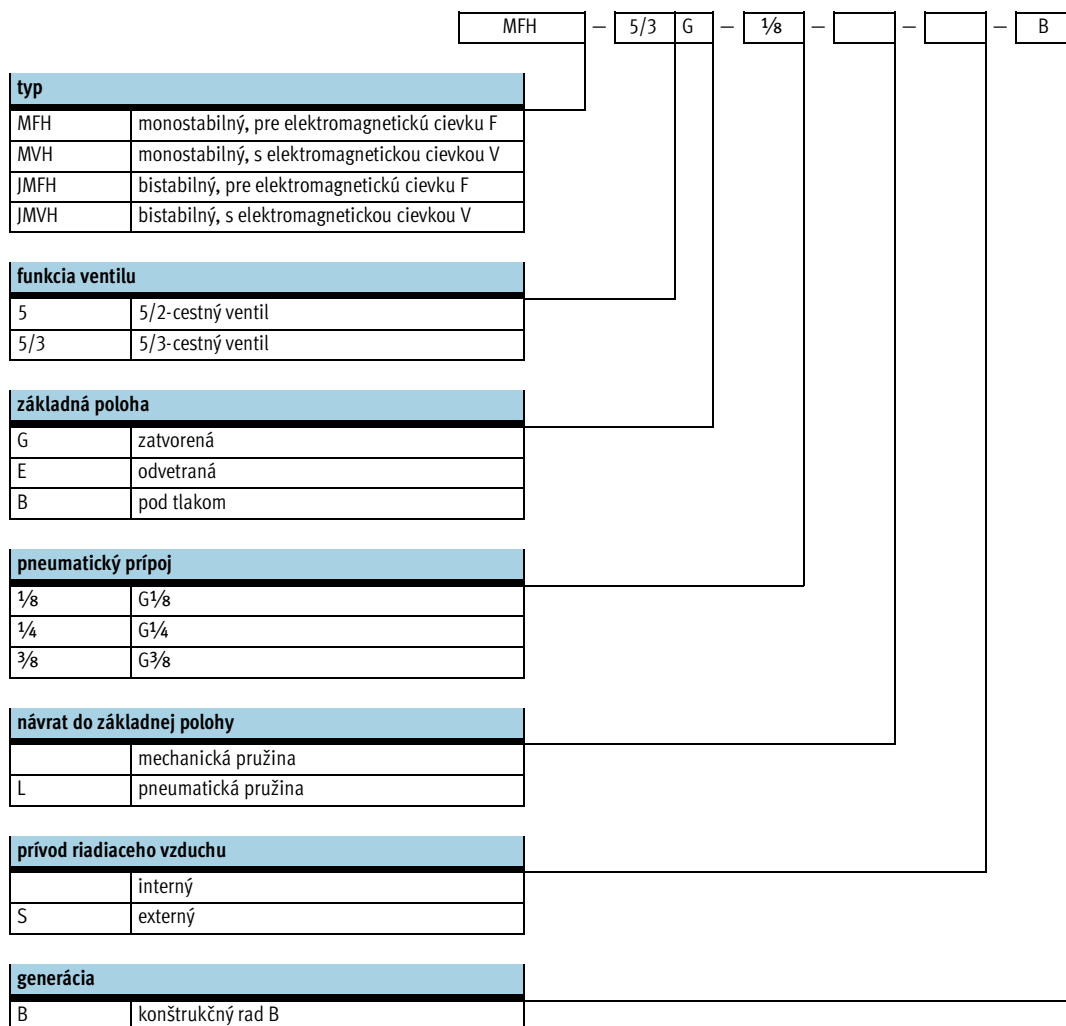 MFH – 5/3 G – ⅛ – – – B
typ
MFH monostabilný, pre elektromagnetickú cievku F
MVH monostabilný, s elektromagnetickou cievkou V
JMFH bistabilný, pre elektromagnetickú cievku F
JMVH bistabilný, s elektromagnetickou cievkou V
funkcia ventilu
5 5/2-cestný ventil
5/3 5/3-cestný ventil
základná poloha
G zatvorená
E odvetraná
B pod tlakom
pneumatický prípoj
⅛ G⅛
¼ G¼
⅜ G⅜
návrat do základnej polohy
mechanická pružina
L pneumatická pružina
prívod riadiaceho vzduchu
interný
S externý
generácia
B konštrukčný rad B